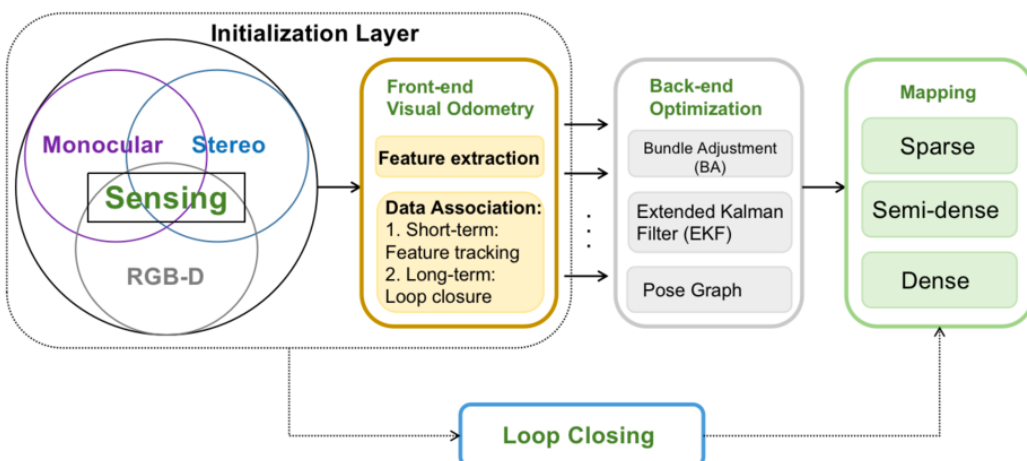 Initialization Layer
Monocular
Stereo
Sensing
RGB-D
Front-end
Visual Odometry
Feature extraction
Data Association:
1. Short-term:
Feature tracking
2. Long-term:
Loop closure
Back-end
Optimization
Bundle Adjustment
(BA)
Extended Kalman
Filter (EKF)
Pose Graph
Mapping
Sparse
Semi-dense
Dense
Loop Closing